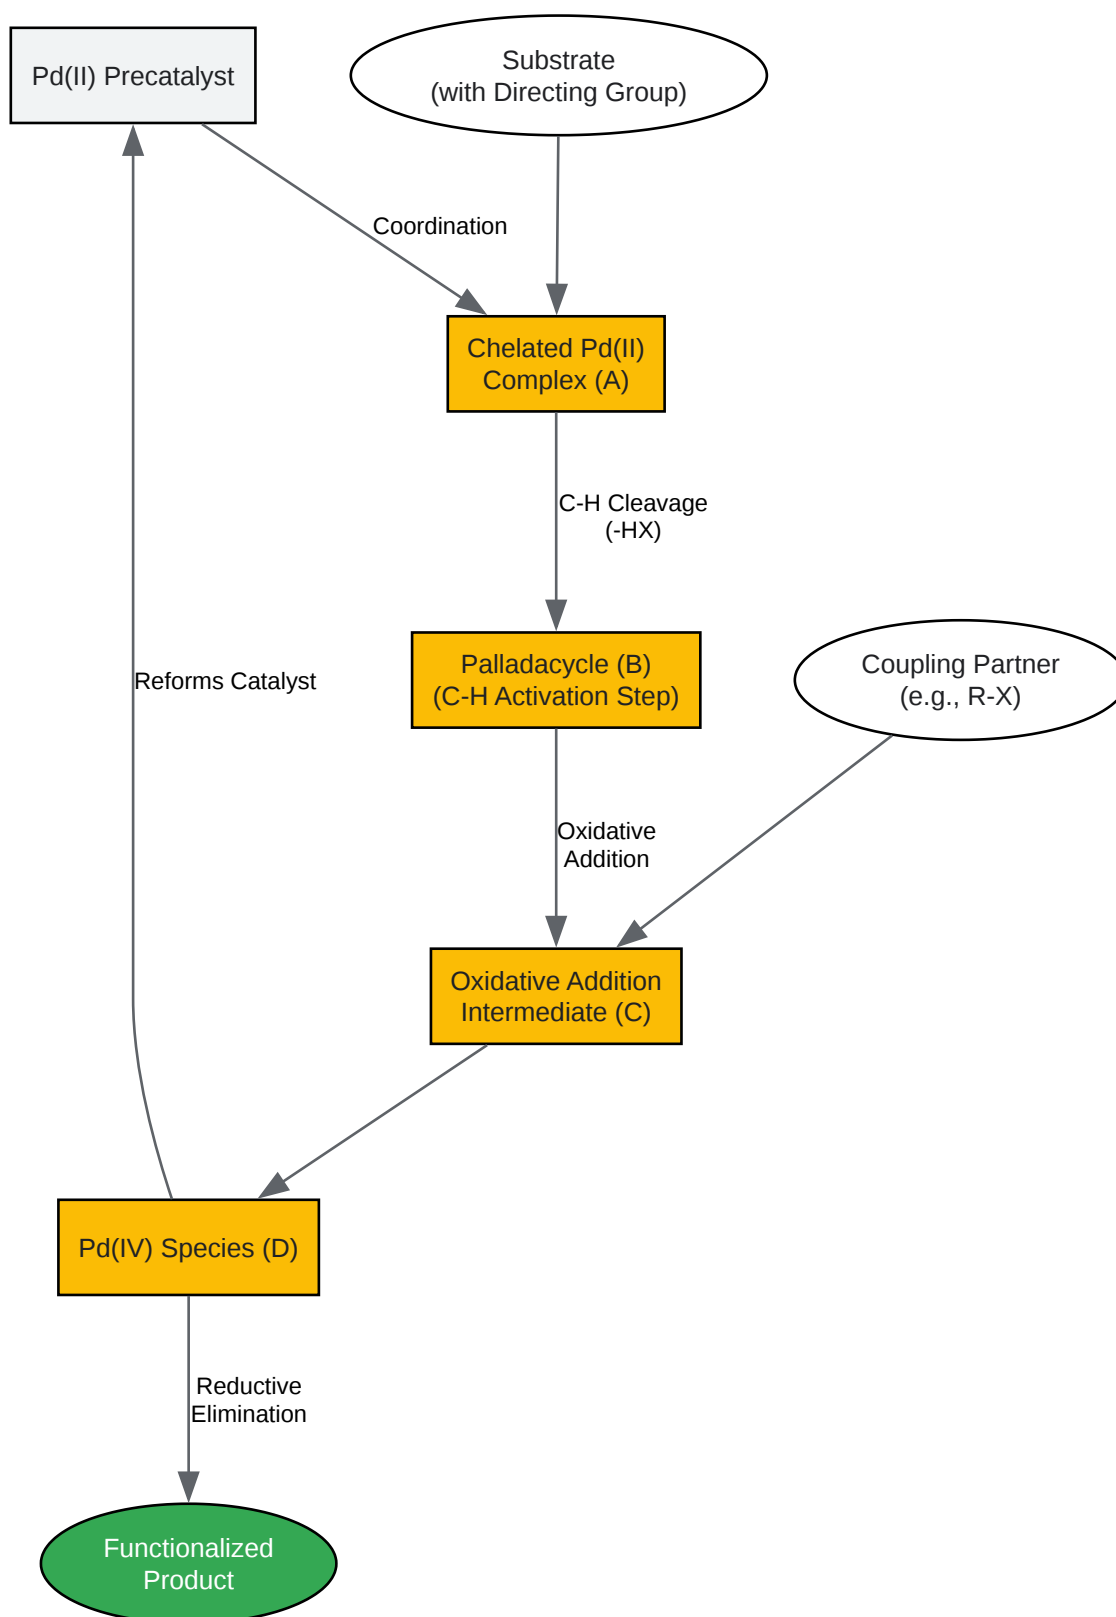 Pd(II) Precatalyst
Substrate
(with Directing Group)
Coordination
Chelated Pd(II)
Complex (A)
C-H Cleavage
(-HX)
Palladacycle (B)
(C-H Activation Step)
Coupling Partner
(e.g., R-X)
Reforms Catalyst
Oxidative
Addition
Oxidative Addition
Intermediate (C)
Pd(IV) Species (D)
Reductive
Elimination
Functionalized
Product